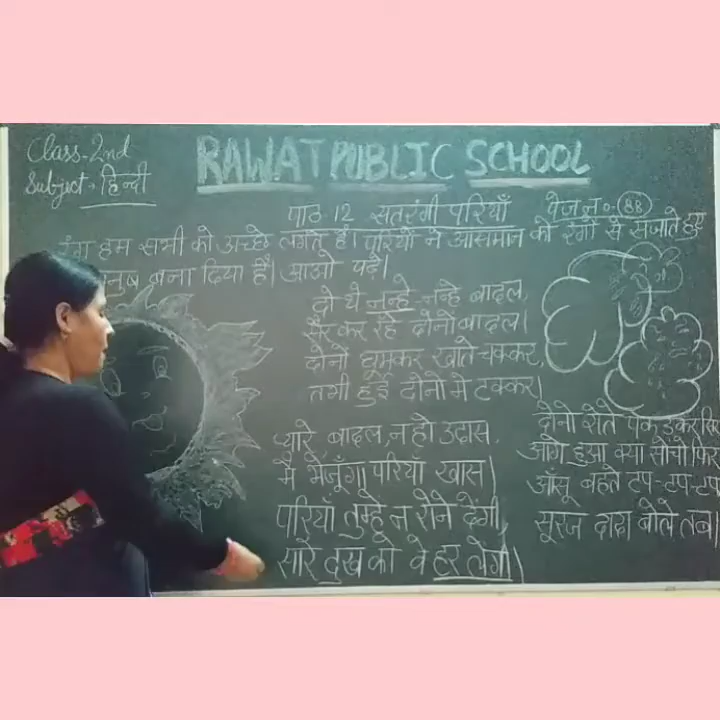 Class-2nd
Subject-हिन्दी
RAWAT PUBLIC SCHOOL
पाठ 12 सतरंगी परियाँ
पेज न०-88
रंग हम सभी को अच्छे लगते हैं। परियों ने आसमान को रंगों से सजाते हुए
नुष बना दिया है। आओ पढ़ें।
दो थे नन्हे-नन्हे बादल,
सैर कर रहे दोनों बादल।
दोनों घूमकर खाते चक्कर,
तभी हुई दोनों में टक्कर।
दोनों रोते पकड़कर सिर
आगे हुआ क्या सोचो फिर
आँसू बहते टप-टप-टप
सूरज दादा बोले तब।
प्यारे बादल, न हो उदास,
मैं भेजूँगा परियाँ खास।
परियाँ तुम्हें न रोने देंगी,
सारे दुख को वे हर लेंगी।